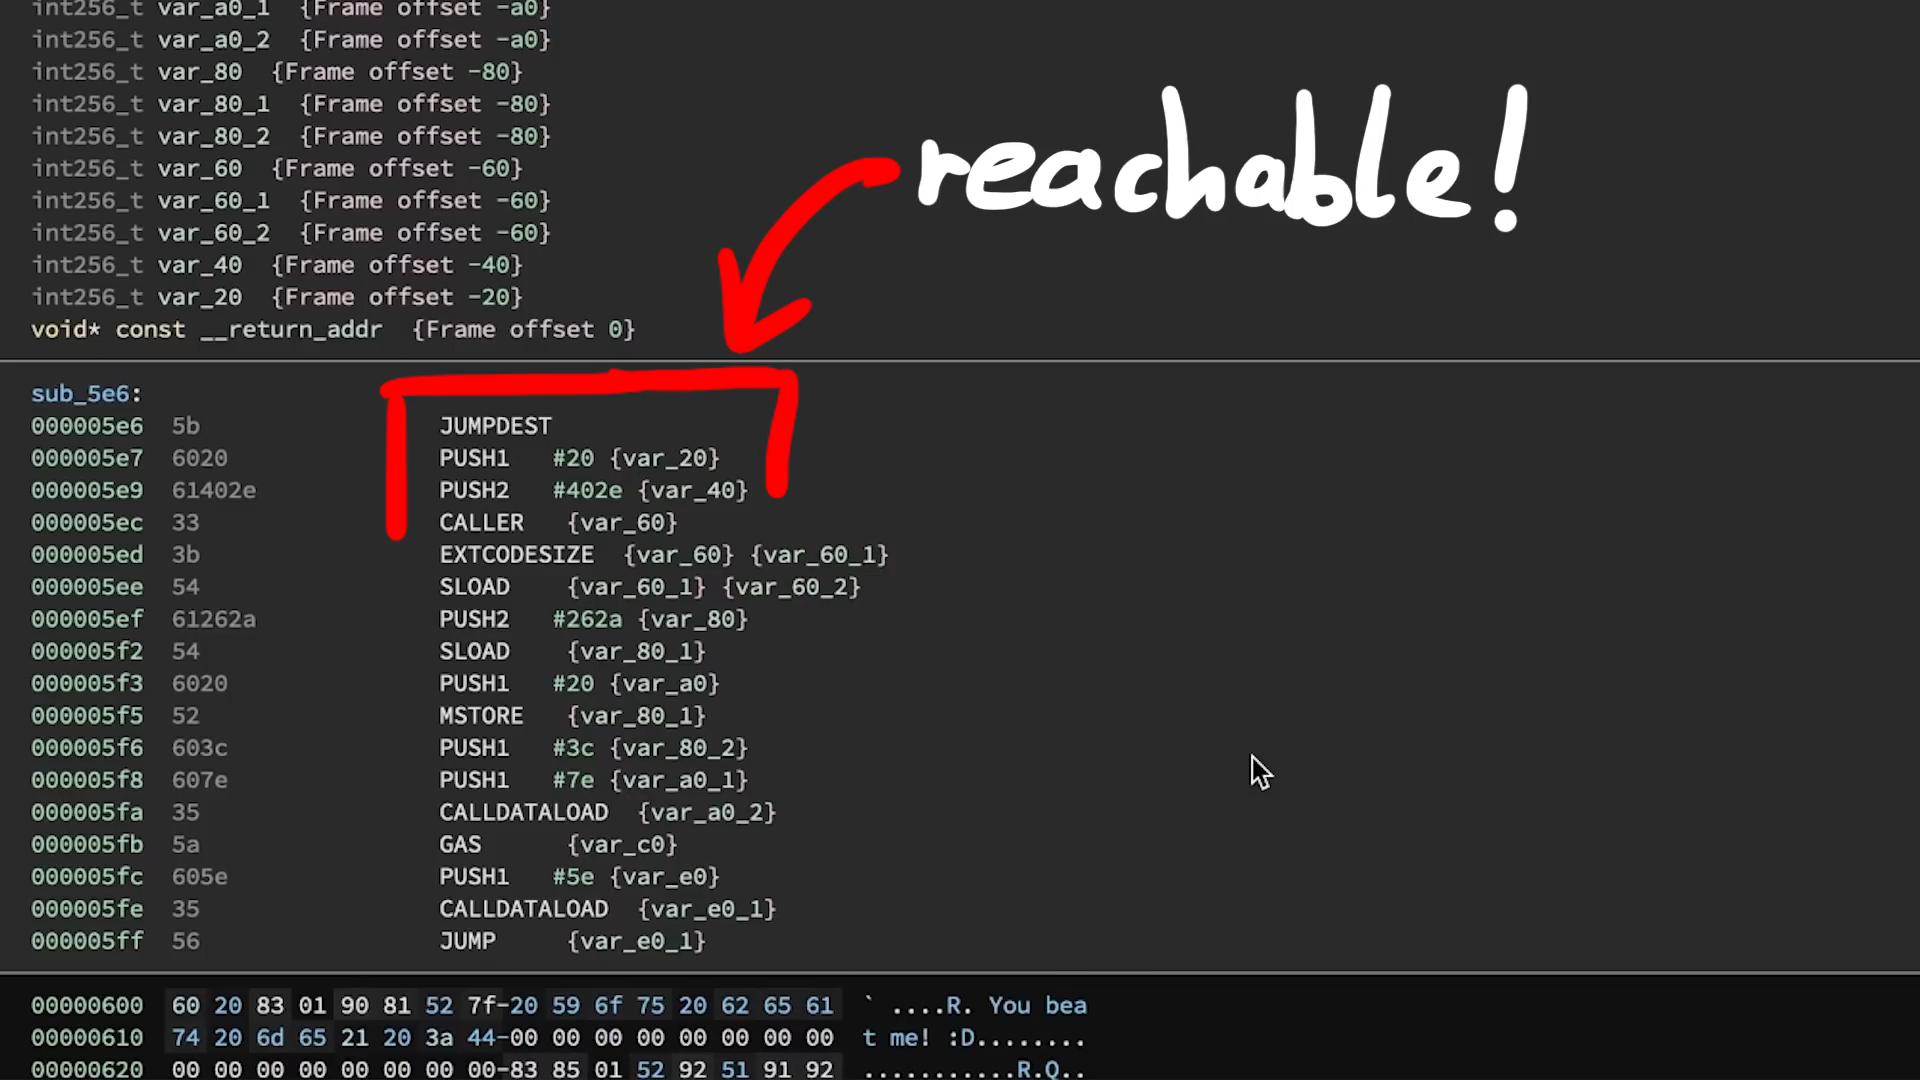 int256_t var_a0_1  {Frame offset -a0}
int256_t var_a0_2  {Frame offset -a0}
int256_t var_80  {Frame offset -80}
int256_t var_80_1  {Frame offset -80}
int256_t var_80_2  {Frame offset -80}
int256_t var_60  {Frame offset -60}
int256_t var_60_1  {Frame offset -60}
int256_t var_60_2  {Frame offset -60}
int256_t var_40  {Frame offset -40}
int256_t var_20  {Frame offset -20}
void* const __return_addr  {Frame offset 0}
reachable!
sub_5e6:
000005e6  5b  JUMPDEST
000005e7  6020  PUSH1  #20 {var_20}
000005e9  61402e  PUSH2  #402e {var_40}
000005ec  33  CALLER  {var_60}
000005ed  3b  EXTCODESIZE  {var_60} {var_60_1}
000005ee  54  SLOAD  {var_60_1} {var_60_2}
000005ef  61262a  PUSH2  #262a {var_80}
000005f2  54  SLOAD  {var_80_1}
000005f3  6020  PUSH1  #20 {var_a0}
000005f5  52  MSTORE  {var_80_1}
000005f6  603c  PUSH1  #3c {var_80_2}
000005f8  607e  PUSH1  #7e {var_a0_1}
000005fa  35  CALLDATALOAD  {var_a0_2}
000005fb  5a  GAS  {var_c0}
000005fc  605e  PUSH1  #5e {var_e0}
000005fe  35  CALLDATALOAD  {var_e0_1}
000005ff  56  JUMP  {var_e0_1}
00000600  60 20 83 01 90 81 52 7f-20 59 6f 75 20 62 65 61  ` ....R. You bea
00000610  74 20 6d 65 21 20 3a 44-00 00 00 00 00 00 00 00  t me! :D........
00000620  00 00 00 00 00 00 00 00-83 85 01 52 92 51 91 92  ...........R.Q..